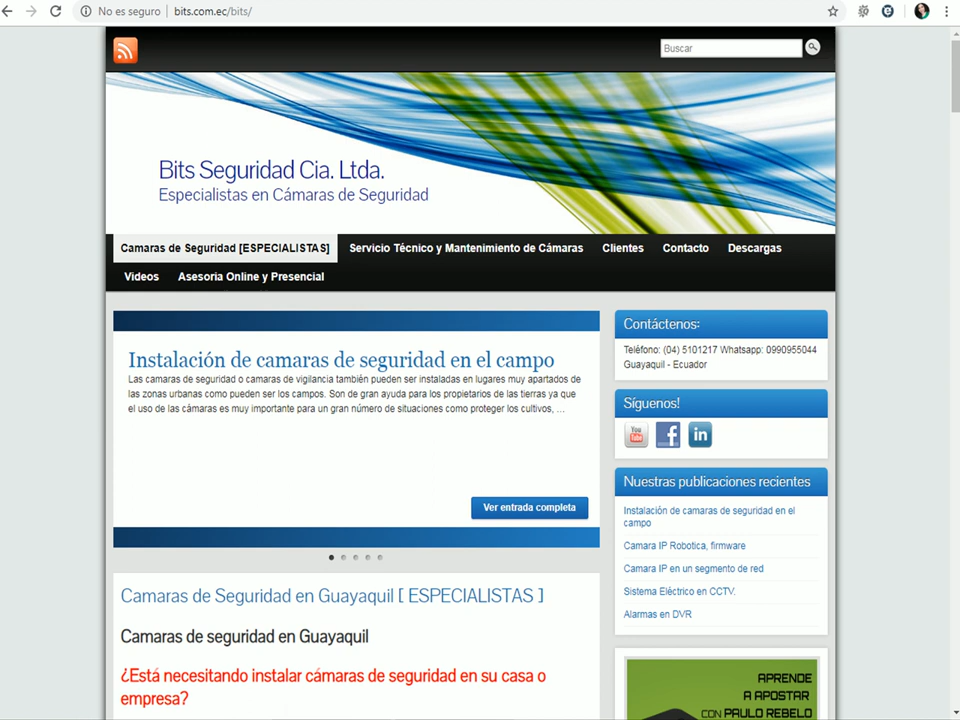 No es seguro | bits.com.ec/bits/
Buscar
Bits Seguridad Cia. Ltda.
Especialistas en Cámaras de Seguridad
Camaras de Seguridad [ESPECIALISTAS]
Servicio Técnico y Mantenimiento de Cámaras
Clientes
Contacto
Descargas
Videos
Asesoria Online y Presencial
Instalación de camaras de seguridad en el campo
Las camaras de seguridad o camaras de vigilancia también pueden ser instaladas en lugares muy apartados de
las zonas urbanas como pueden ser los campos. Son de gran ayuda para los propietarios de las tierras ya que
el uso de las cámaras es muy importante para un gran número de situaciones como proteger los cultivos, ...
Ver entrada completa
Camaras de Seguridad en Guayaquil [ ESPECIALISTAS ]
Camaras de seguridad en Guayaquil
¿Está necesitando instalar cámaras de seguridad en su casa o
empresa?
Contáctenos:
Teléfono: (04) 5101217 Whatsapp: 0990955044
Guayaquil - Ecuador
Síguenos!
You
Tube
f
in
Nuestras publicaciones recientes
Instalación de camaras de seguridad en el
campo
Camara IP Robotica, firmware
Camara IP en un segmento de red
Sistema Eléctrico en CCTV.
Alarmas en DVR
APRENDE
A APOSTAR
CON PAULO REBELO